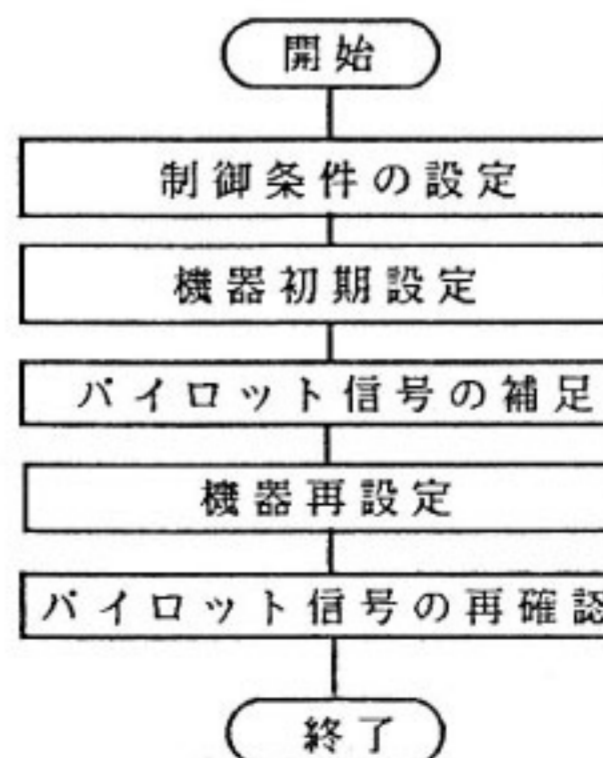 開始
制御条件の設定
機器初期設定
パイロット信号の補足
機器再設定
パイロット信号の再確認
終了